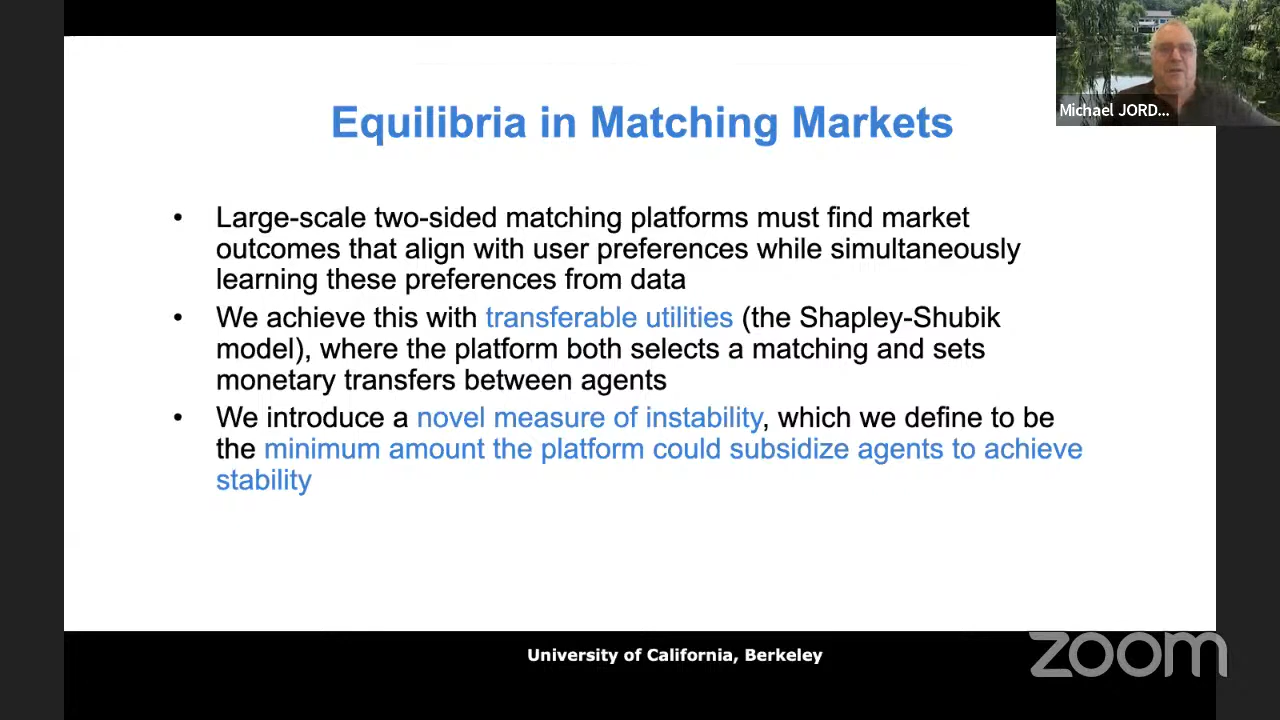 Equilibria in Matching Markets
Michael JORD...
• Large-scale two-sided matching platforms must find market
outcomes that align with user preferences while simultaneously
learning these preferences from data
• We achieve this with transferable utilities (the Shapley-Shubik
model), where the platform both selects a matching and sets
monetary transfers between agents
• We introduce a novel measure of instability, which we define to be
the minimum amount the platform could subsidize agents to achieve
stability
University of California, Berkeley
zoom